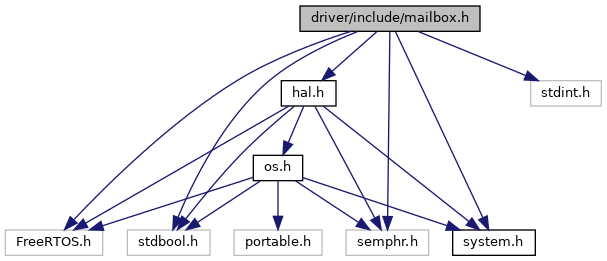 driver/include/mailbox.h
hal.h
stdint.h
os.h
FreeRTOS.h
stdbool.h
portable.h
semphr.h
system.h